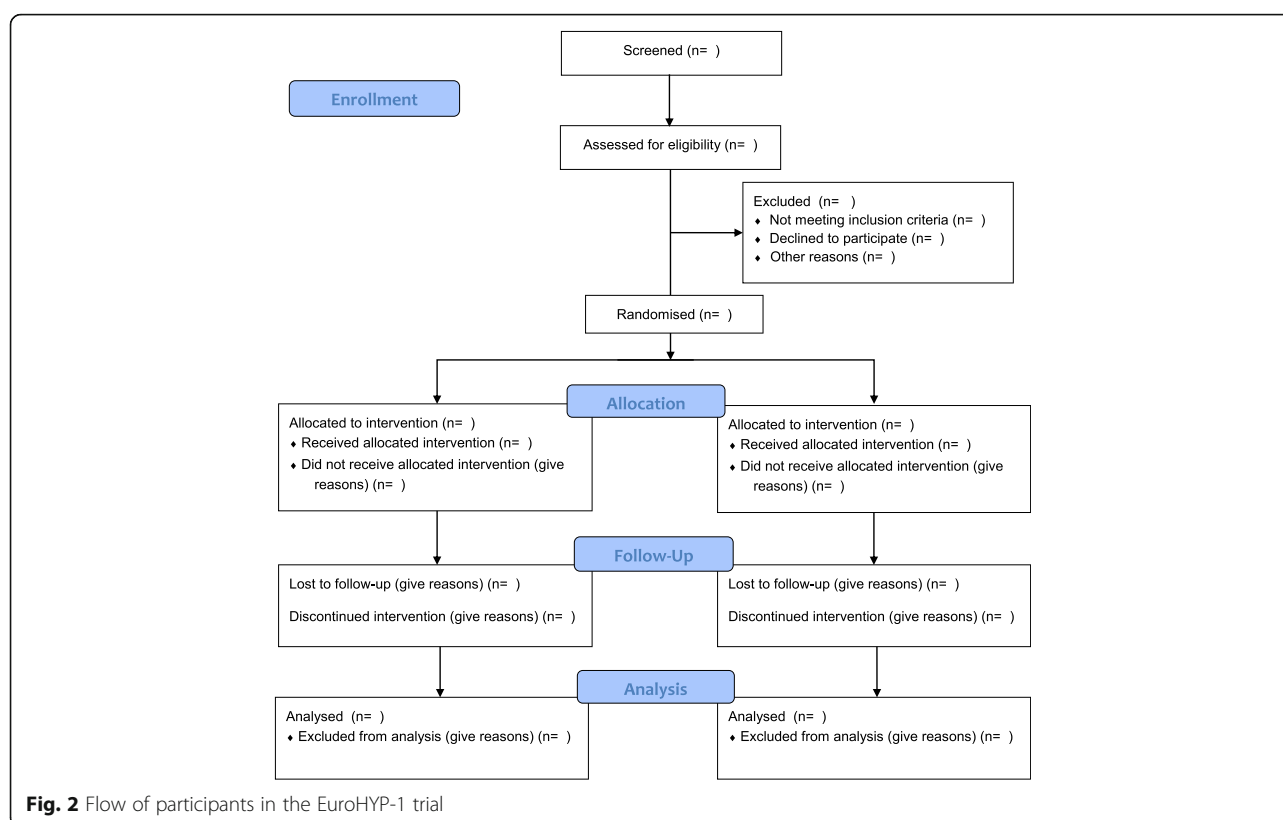 Screened (n=  )
Enrollment
Assessed for eligibility (n=  )
Excluded  (n=   )
♦ Not meeting inclusion criteria (n=  )
♦ Declined to participate (n=  )
♦ Other reasons (n=  )
Randomised (n=  )
Allocation
Allocated to intervention (n=  )
♦ Received allocated intervention (n=  )
♦ Did not receive allocated intervention (give
reasons) (n=  )
Allocated to intervention (n=  )
♦ Received allocated intervention (n=  )
♦ Did not receive allocated intervention (give
reasons) (n=  )
Follow-Up
Lost to follow-up (give reasons) (n=  )
Discontinued intervention (give reasons) (n=  )
Lost to follow-up (give reasons) (n=  )
Discontinued intervention (give reasons) (n=  )
Analysis
Analysed  (n=  )
♦ Excluded from analysis (give reasons) (n=  )
Analysed  (n=  )
♦ Excluded from analysis (give reasons) (n=  )
Fig. 2 Flow of participants in the EuroHYP-1 trial